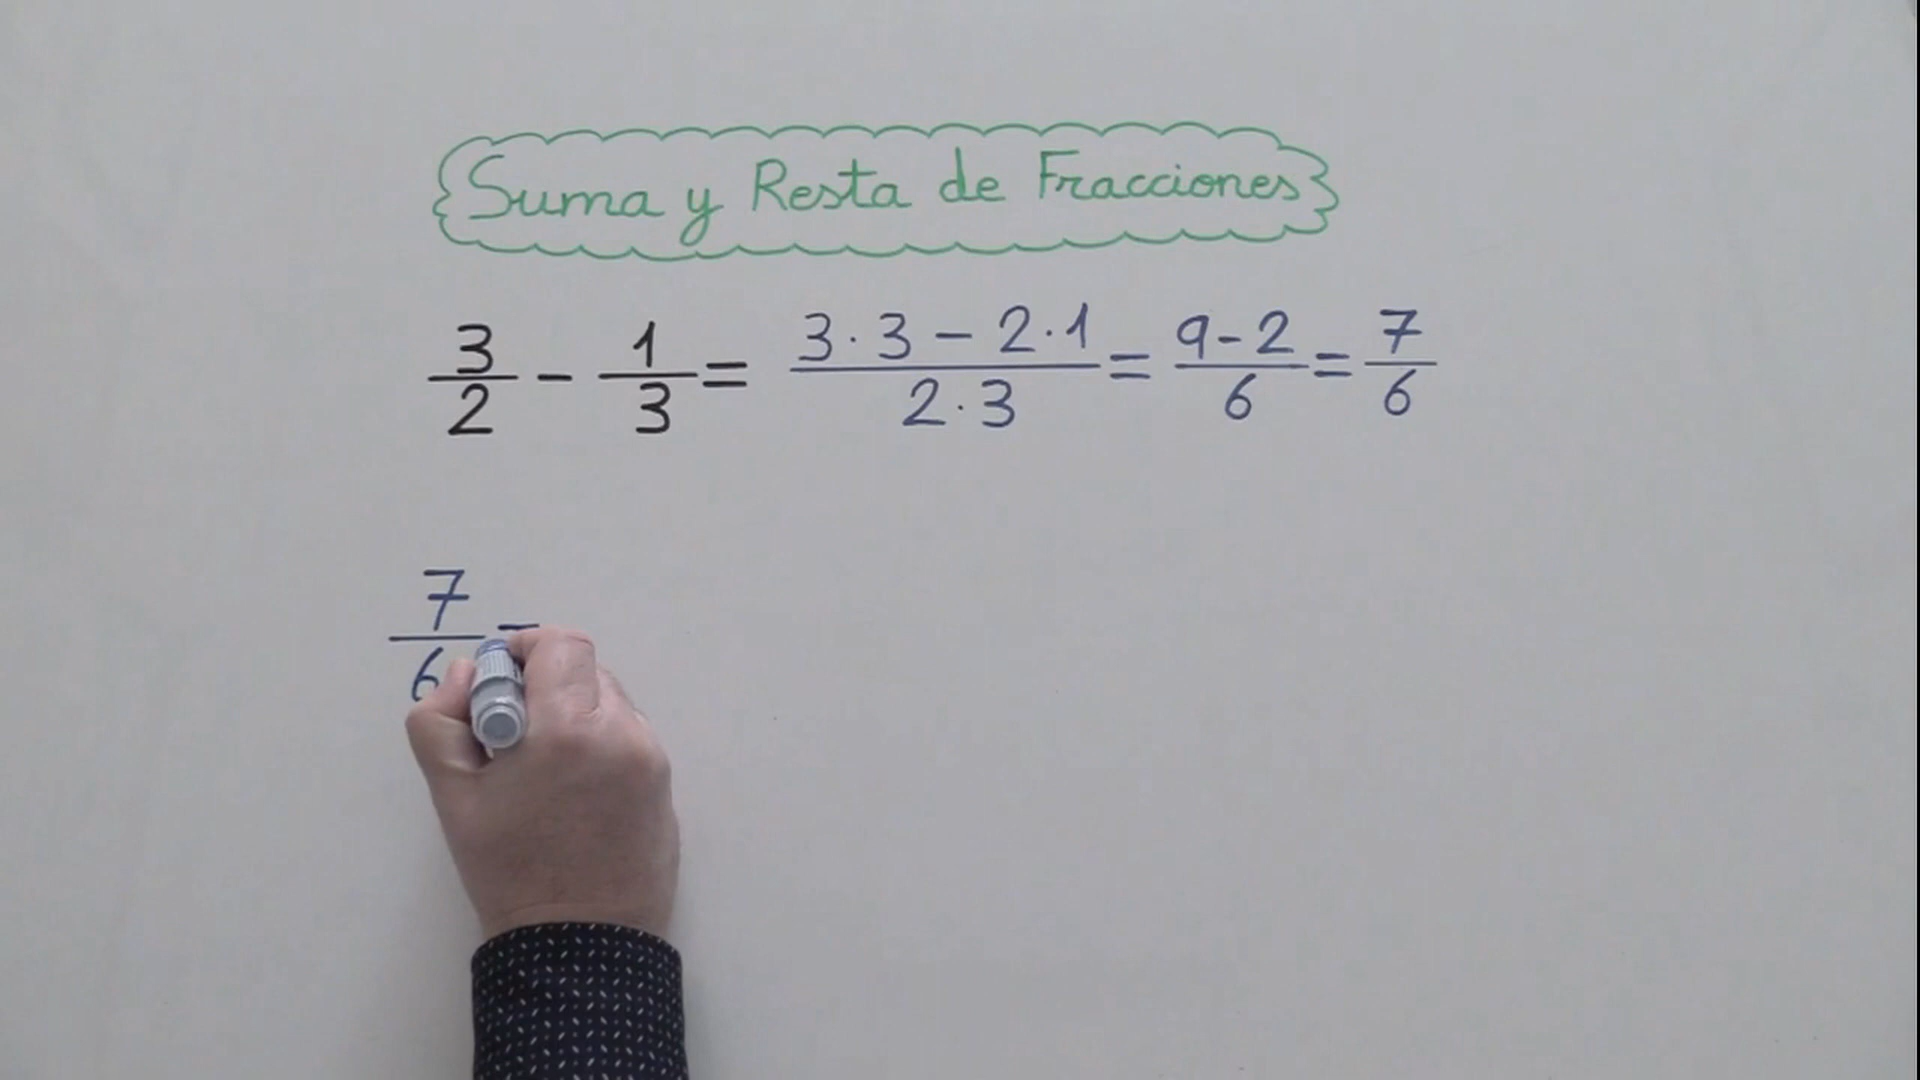 Suma y Resta de Fracciones
3/2 - 1/3 = 3·3-2·1/2·3 = 9-2/6 = 7/6
7/6 =